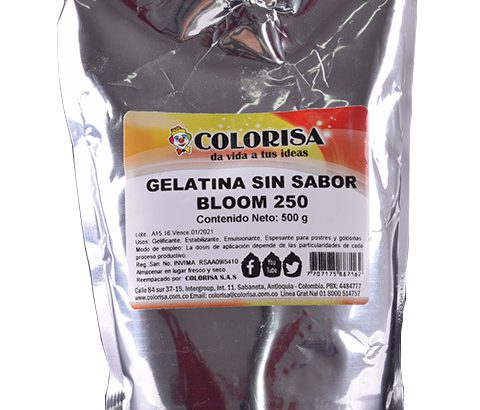 COLORISA
da vida a tus ideas
GELATINA SIN SABOR
BLOOM 250
Contenido Neto: 500 g
Lote. A15.16.Vence:01/2021
Usos: Gelificante, Estabilizante, Emulsionante, Espesante para postres y golosinas
Modo de empleo: La dosis de aplicación depende de las particularidades de cada
proceso productivo.
Reg. San. No. INVIMA RSAA09I5410
Almacenar en lugar fresco y seco.
Reempacado por: COLORISA S.A.S
You
Tube
7707175887162
Calle 84 sur 37-15. Intergroup, Int. 11. Sabaneta, Antioquia - Colombia. PBX: 4484777
www.colorisa.com.co Email: colorisa@colorisa.com.co Linea Grat Nal 01 8000 514757